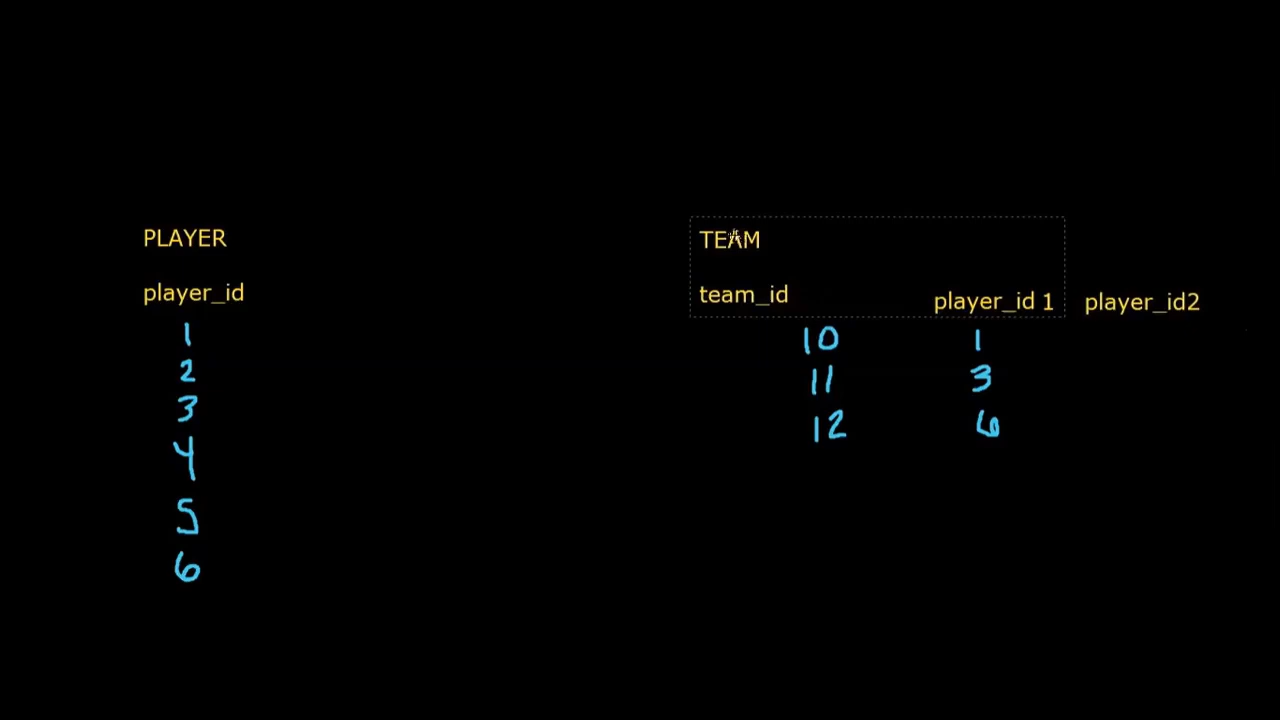 PLAYER
player_id
1
2
3
4
5
6
TEAM
team_id player_id 1 player_id2
10 1
11 3
12 6